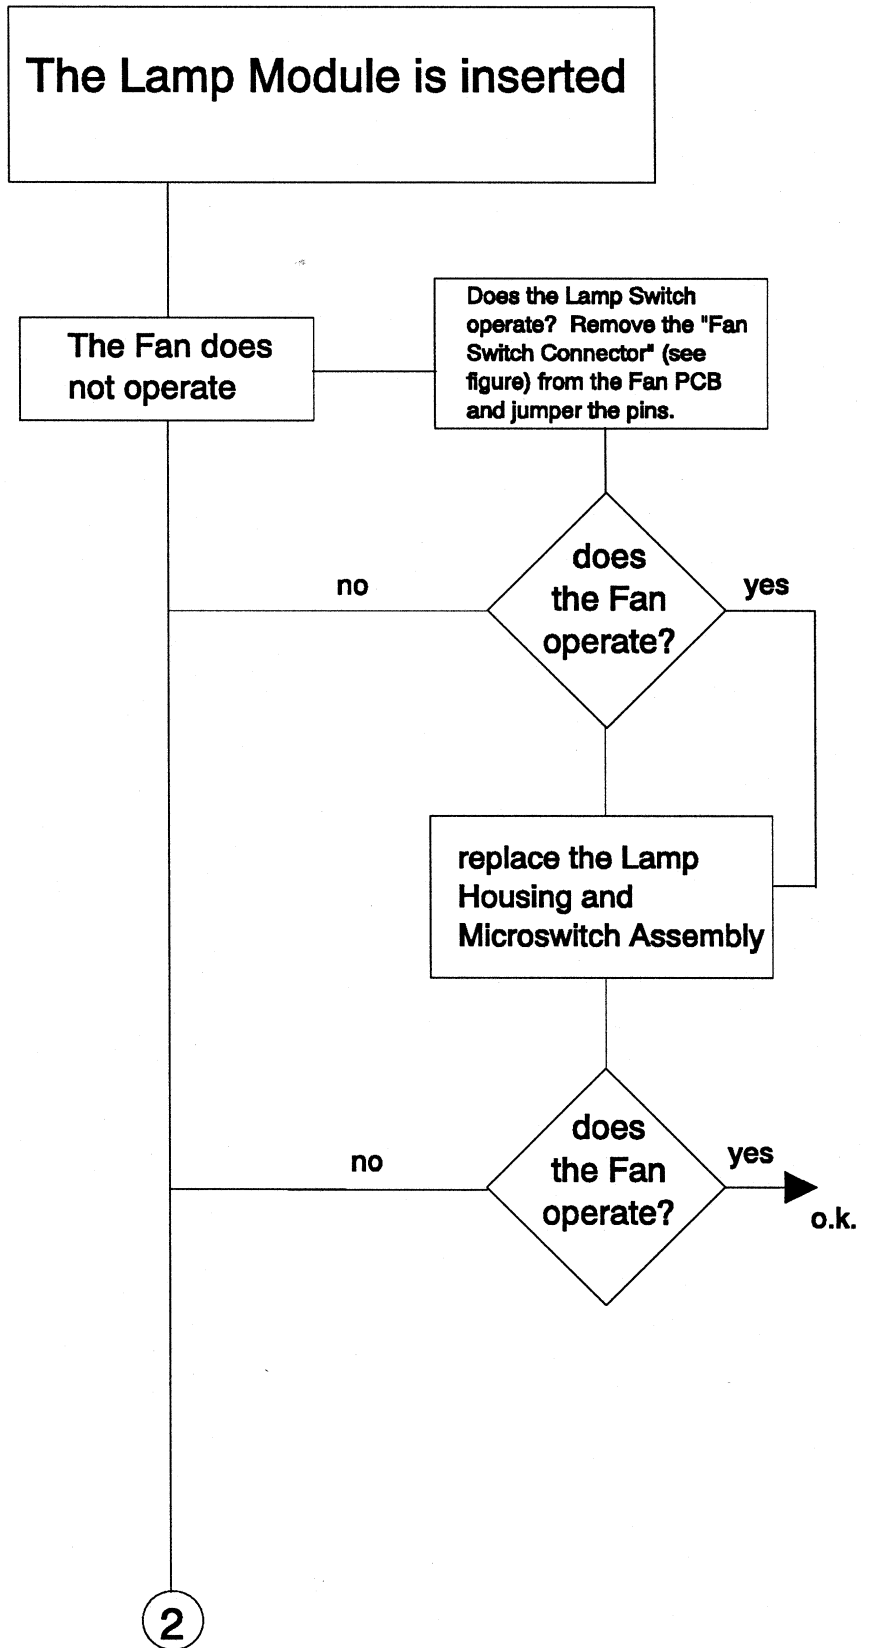 The Lamp Module is inserted
The Fan does
not operate
Does the Lamp Switch
operate? Remove the "Fan
Switch Connector" (see
figure) from the Fan PCB
and jumper the pins.
does
the Fan
operate?
no
yes
replace the Lamp
Housing and
Microswitch Assembly
does
the Fan
operate?
no
yes
o.k.
2